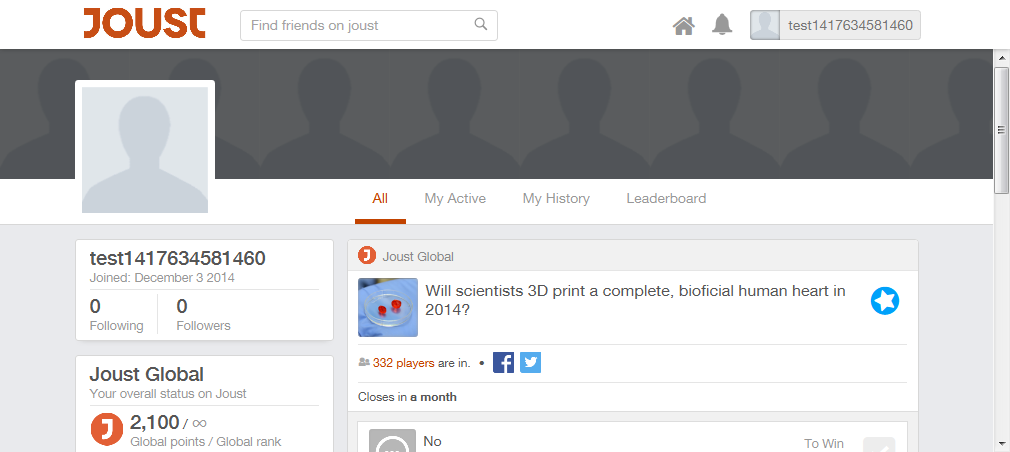 JOUST
Find friends on joust
test1417634581460
All
My Active
My History
Leaderboard
test1417634581460
Joined: December 3 2014
0
Following
0
Followers
Joust Global
Your overall status on Joust
2,100 / ∞
Global points / Global rank
Joust Global
Will scientists 3D print a complete, bioficial human heart in
2014?
332 players are in. •
Closes in a month
No
To Win